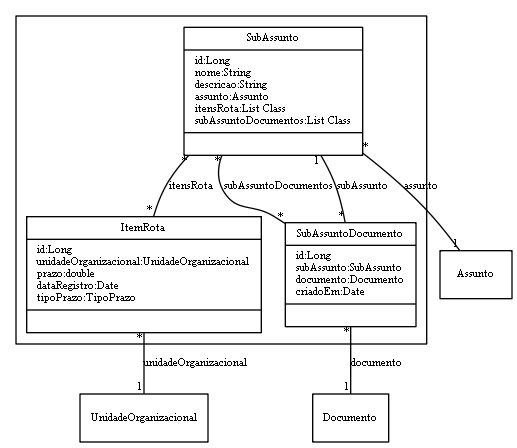 SubAssunto
id:Long
nome:String
descricao:String
assunto:Assunto
itensRota:List Class
subAssuntoDocumentos:List Class
* * 1 *
itensRota subAssuntoDocumentos subAssunto assunto
* * * 1
ItemRota
id:Long
unidadeOrganizacional:UnidadeOrganizacional
prazo:double
dataRegistro:Date
tipoPrazo:TipoPrazo
SubAssuntoDocumento
id:Long
subAssunto:SubAssunto
documento:Documento
criadoEm:Date
Assunto
* *
unidadeOrganizacional documento
1 1
UnidadeOrganizacional
Documento